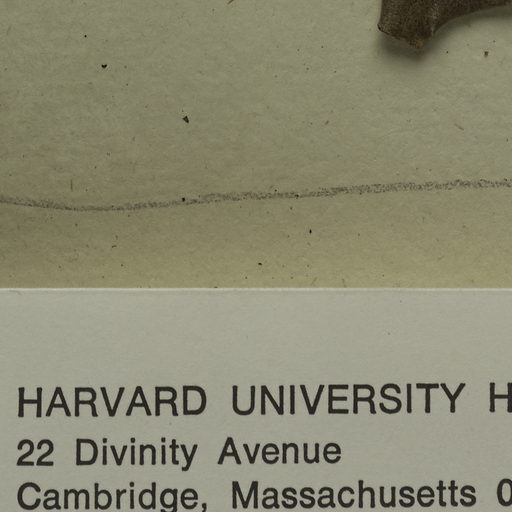 HARVARD UNIVERSITY H
22 Divinity Avenue
Cambridge, Massachusetts 0